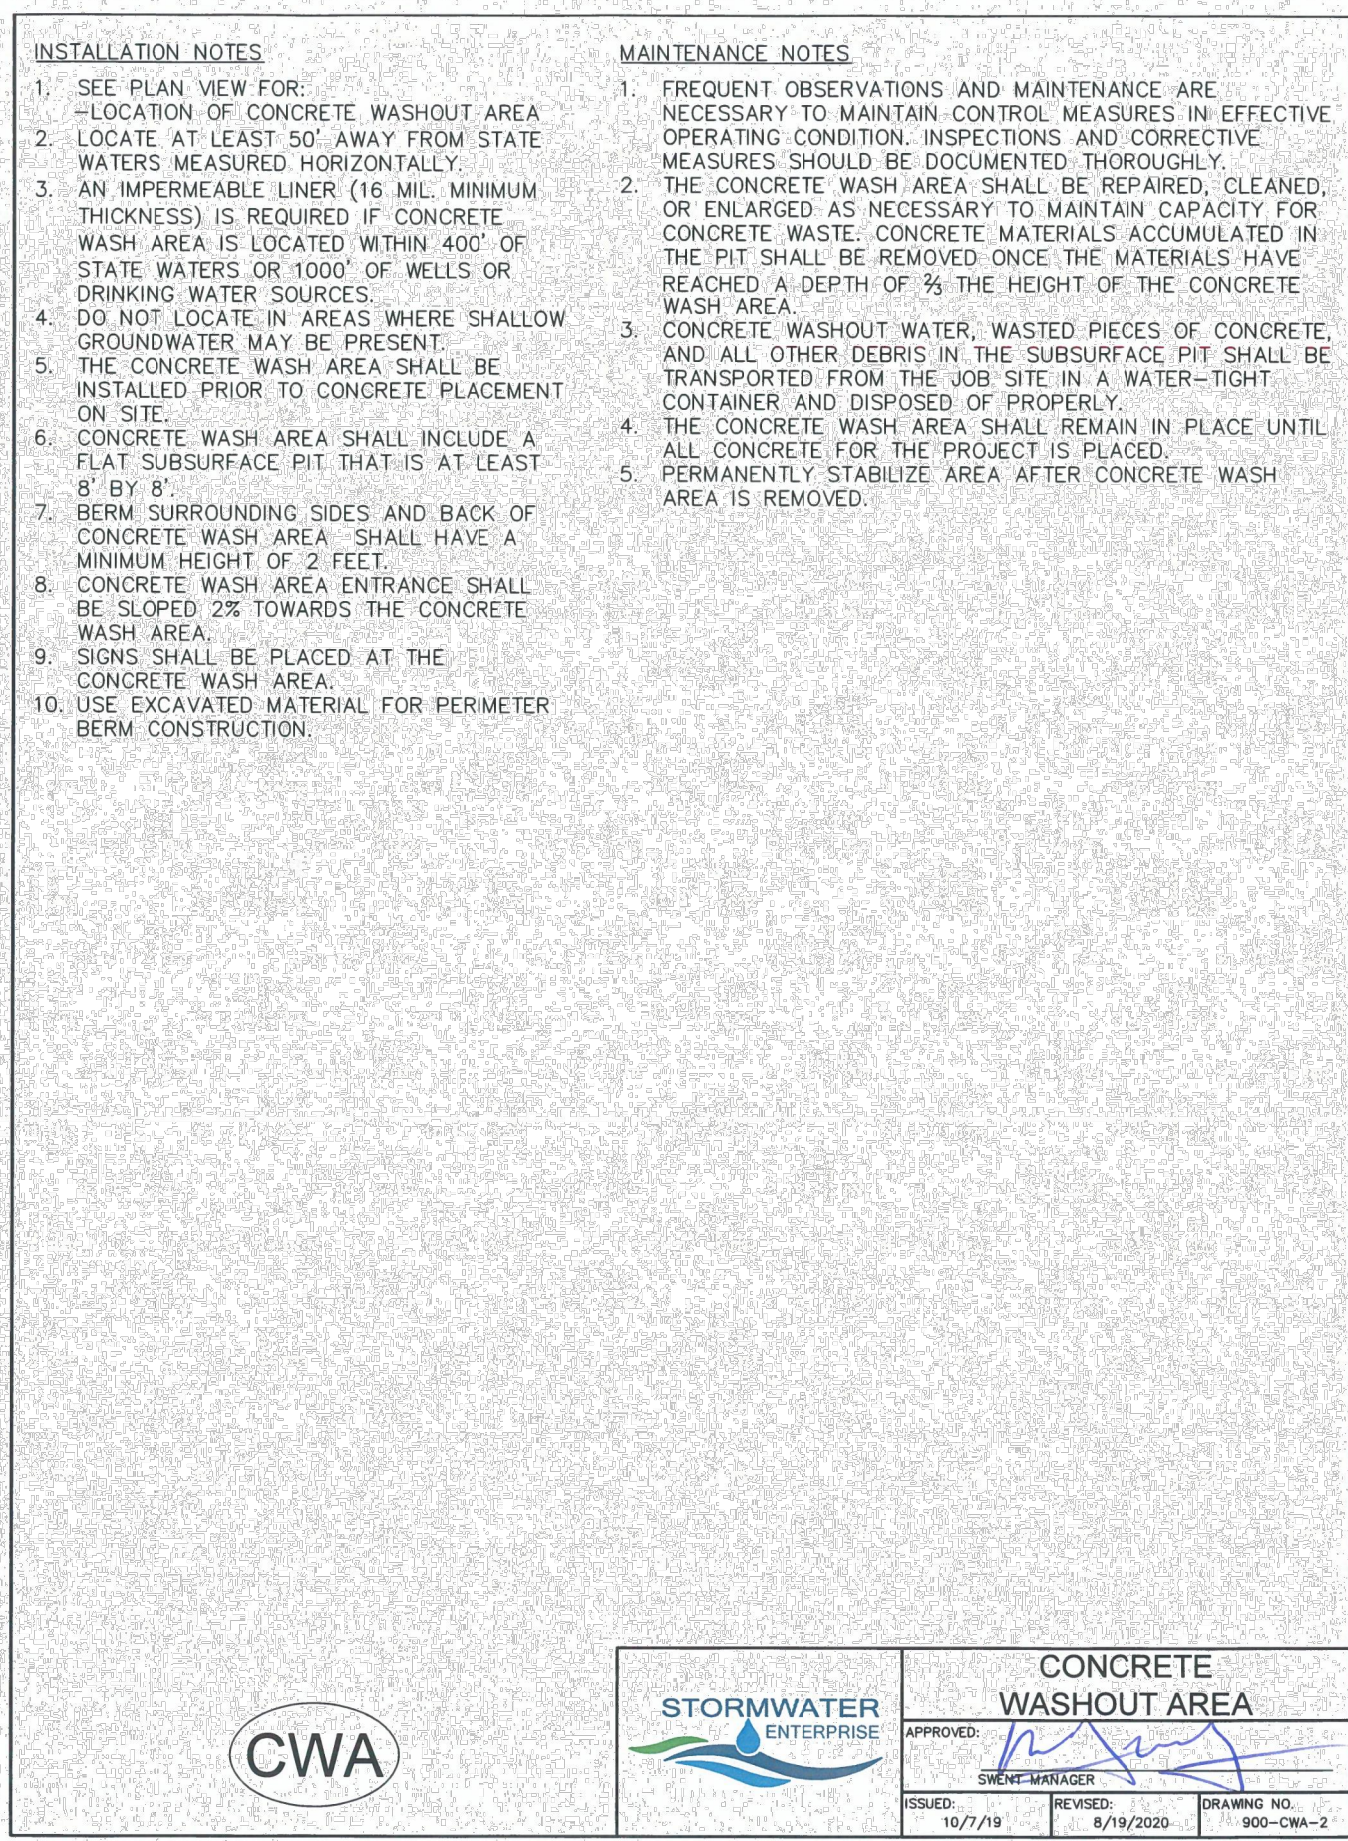 INSTALLATION NOTES
1. SEE PLAN VIEW FOR:
-LOCATION OF CONCRETE WASHOUT AREA
2. LOCATE AT LEAST 50' AWAY FROM STATE
WATERS MEASURED HORIZONTALLY.
3. AN IMPERMEABLE LINER (16 MIL. MINIMUM
THICKNESS) IS REQUIRED IF CONCRETE
WASH AREA IS LOCATED WITHIN 400' OF
STATE WATERS OR 1000' OF WELLS OR
DRINKING WATER SOURCES.
4. DO NOT LOCATE IN AREAS WHERE SHALLOW
GROUNDWATER MAY BE PRESENT.
5. THE CONCRETE WASH AREA SHALL BE
INSTALLED PRIOR TO CONCRETE PLACEMENT
ON SITE.
6. CONCRETE WASH AREA SHALL INCLUDE A
FLAT SUBSURFACE PIT THAT IS AT LEAST
8' BY 8'.
7. BERM SURROUNDING SIDES AND BACK OF
CONCRETE WASH AREA SHALL HAVE A
MINIMUM HEIGHT OF 2 FEET.
8. CONCRETE WASH AREA ENTRANCE SHALL
BE SLOPED 2% TOWARDS THE CONCRETE
WASH AREA.
9. SIGNS SHALL BE PLACED AT THE
CONCRETE WASH AREA.
10. USE EXCAVATED MATERIAL FOR PERIMETER
BERM CONSTRUCTION.
MAINTENANCE NOTES
1. FREQUENT OBSERVATIONS AND MAINTENANCE ARE
NECESSARY TO MAINTAIN CONTROL MEASURES IN EFFECTIVE
OPERATING CONDITION. INSPECTIONS AND CORRECTIVE
MEASURES SHOULD BE DOCUMENTED THOROUGHLY.
2. THE CONCRETE WASH AREA SHALL BE REPAIRED, CLEANED,
OR ENLARGED AS NECESSARY TO MAINTAIN CAPACITY FOR
CONCRETE WASTE. CONCRETE MATERIALS ACCUMULATED IN
THE PIT SHALL BE REMOVED ONCE THE MATERIALS HAVE
REACHED A DEPTH OF ⅔ THE HEIGHT OF THE CONCRETE
WASH AREA.
3. CONCRETE WASHOUT WATER, WASTED PIECES OF CONCRETE,
AND ALL OTHER DEBRIS IN THE SUBSURFACE PIT SHALL BE
TRANSPORTED FROM THE JOB SITE IN A WATER-TIGHT
CONTAINER AND DISPOSED OF PROPERLY.
4. THE CONCRETE WASH AREA SHALL REMAIN IN PLACE UNTIL
ALL CONCRETE FOR THE PROJECT IS PLACED.
5. PERMANENTLY STABILIZE AREA AFTER CONCRETE WASH
AREA IS REMOVED.
CWA
STORMWATER
ENTERPRISE
CONCRETE
WASHOUT AREA
APPROVED:
SWENT MANAGER
ISSUED:
10/7/19
REVISED:
8/19/2020
DRAWING NO.
900-CWA-2